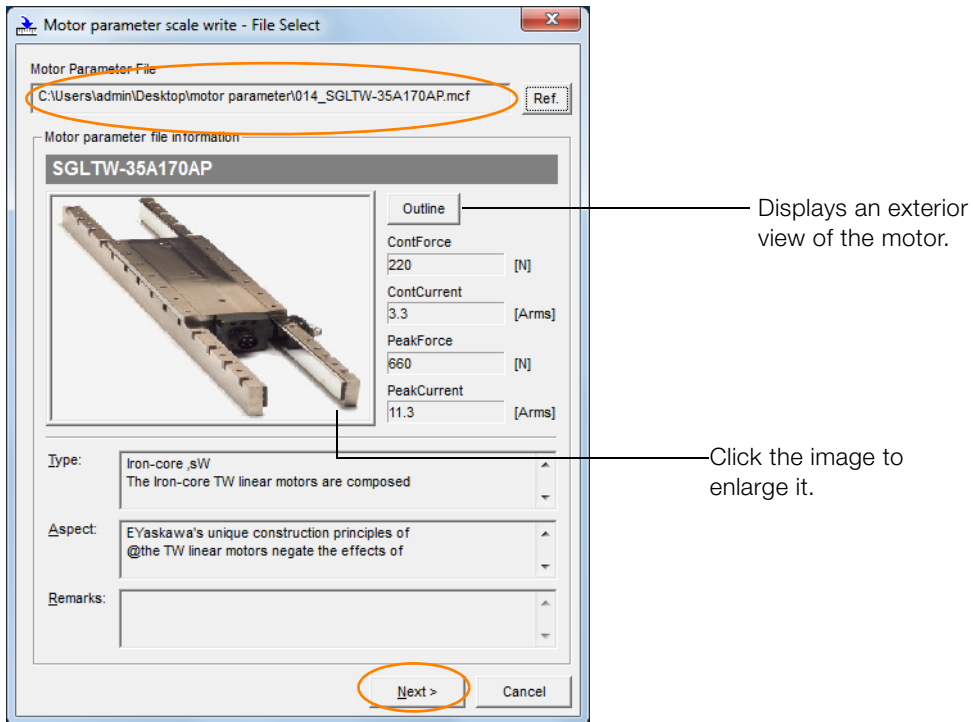 Motor parameter scale write - File Select
Motor Parameter File
C:\Users\admin\Desktop\motor parameter\014_SGLTW-35A170AP.mcf
Ref.
Motor parameter file information
SGLTW-35A170AP
Outline
Displays an exterior
view of the motor.
ContForce
220 [N]
ContCurrent
3.3 [Arms]
PeakForce
660 [N]
PeakCurrent
11.3 [Arms]
Click the image to
enlarge it.
Type:
Iron-core ,sW
The Iron-core TW linear motors are composed
Aspect:
EYaskawa's unique construction principles of
@the TW linear motors negate the effects of
Remarks:
Next >
Cancel